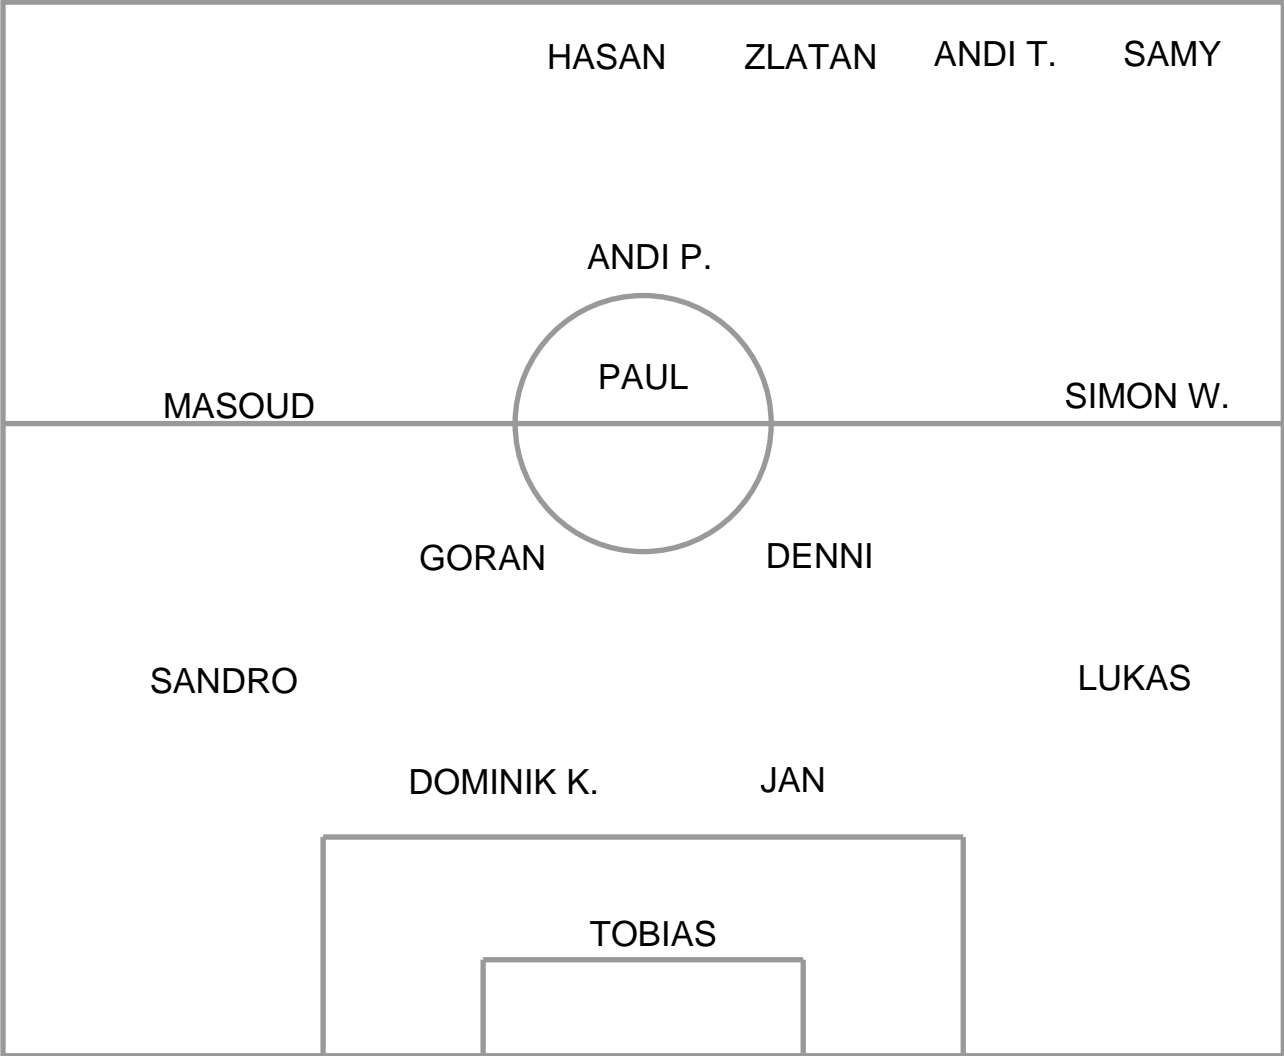 HASAN ZLATAN ANDI T. SAMY
ANDI P.
PAUL
MASOUD SIMON W.
GORAN DENNI
SANDRO LUKAS
DOMINIK K. JAN
TOBIAS